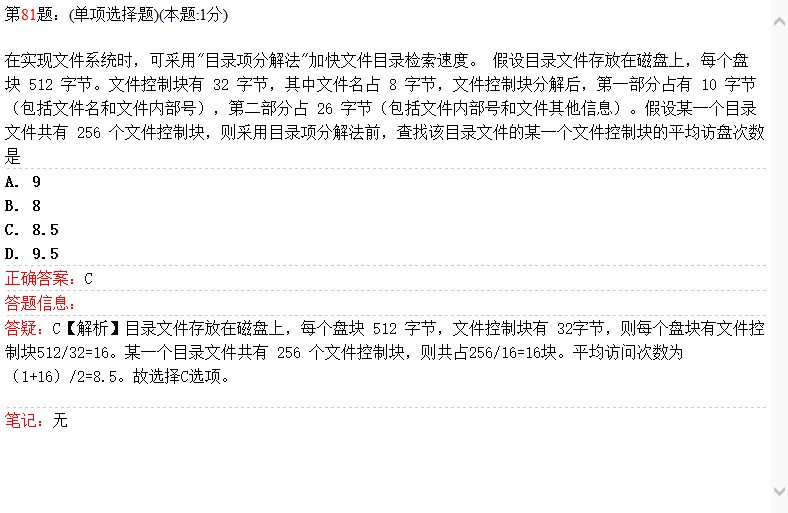 第81题：(单项选择题)(本题:1分)
在实现文件系统时，可采用"目录项分解法"加快文件目录检索速度。 假设目录文件存放在磁盘上，每个盘
块 512 字节。文件控制块有 32 字节，其中文件名占 8 字节，文件控制块分解后，第一部分占有 10 字节
（包括文件名和文件内部号），第二部分占 26 字节（包括文件内部号和文件其他信息）。假设某一个目录
文件共有 256 个文件控制块，则采用目录项分解法前，查找该目录文件的某一个文件控制块的平均访盘次数
是
A. 9
B. 8
C. 8.5
D. 9.5
正确答案：C
答题信息：
答疑：C【解析】目录文件存放在磁盘上，每个盘块 512 字节，文件控制块有 32字节，则每个盘块有文件控
制块512/32=16。某一个目录文件共有 256 个文件控制块，则共占256/16=16块。平均访问次数为
（1+16）/2=8.5。故选择C选项。
笔记：无